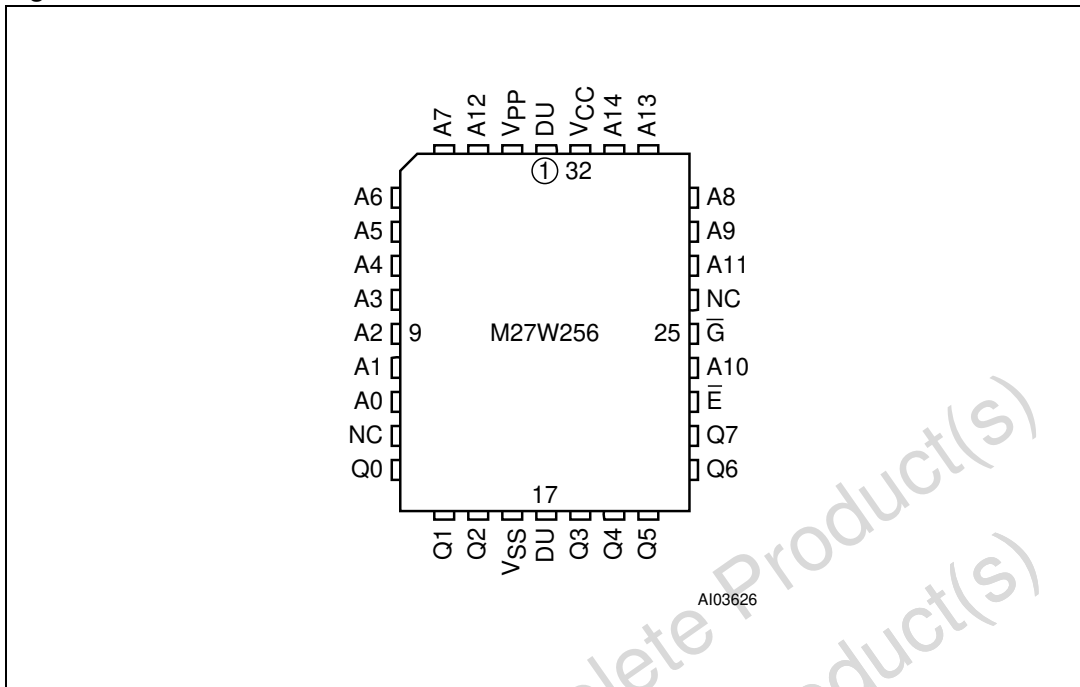 A7 A12 VPP DU VCC A14 A13
1 32
A6 A8
A5 A9
A4 A11
A3 NC
A2 9 M27W256 25 G̅
A1 A10
A0 E̅
NC Q7
Q0 Q6
17
Q1 Q2 VSS DU Q3 Q4 Q5
AI03626
Product(s)